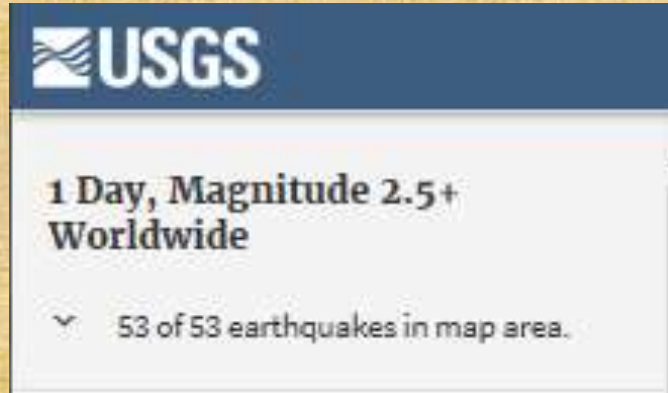 USGS
1 Day, Magnitude 2.5+
Worldwide
53 of 53 earthquakes in map area.